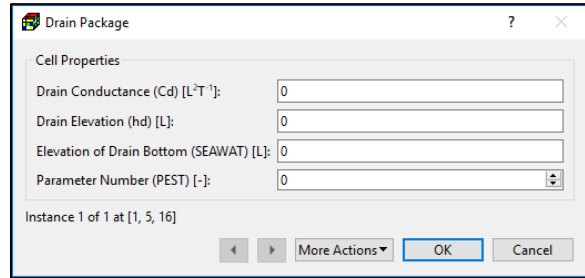 Drain Package
?
Cell Properties
Drain Conductance (Cd) [L²T⁻¹]: 0
Drain Elevation (hd) [L]: 0
Elevation of Drain Bottom (SEAWAT) [L]: 0
Parameter Number (PEST) [-]: 0
Instance 1 of 1 at [1, 5, 16]
More Actions OK Cancel